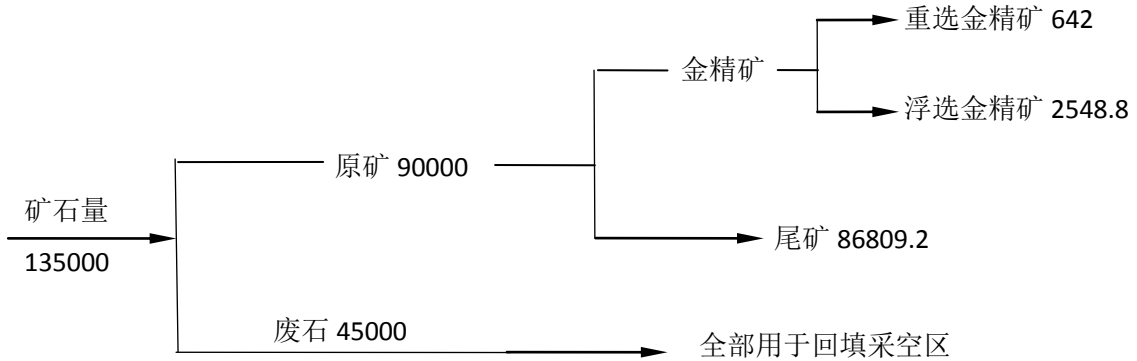 重选金精矿 642
金精矿
浮选金精矿 2548.8
原矿 90000
矿石量
135000
尾矿 86809.2
废石 45000
全部用于回填采空区